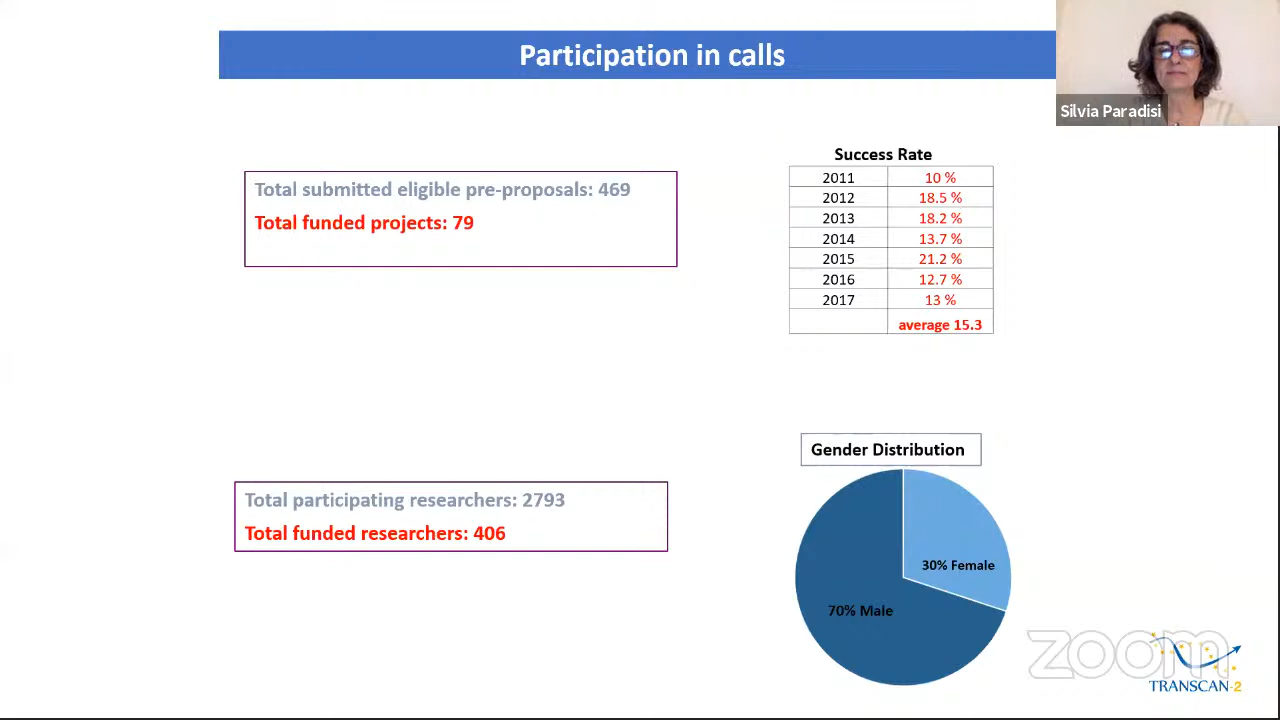 Participation in calls
Silvia Paradisi
Total submitted eligible pre-proposals: 469
Total funded projects: 79
Success Rate
2011 10 %
2012 18.5 %
2013 18.2 %
2014 13.7 %
2015 21.2 %
2016 12.7 %
2017 13 %
average 15.3
Total participating researchers: 2793
Total funded researchers: 406
Gender Distribution
30% Female
70% Male
zoom
TRANSCAN-2